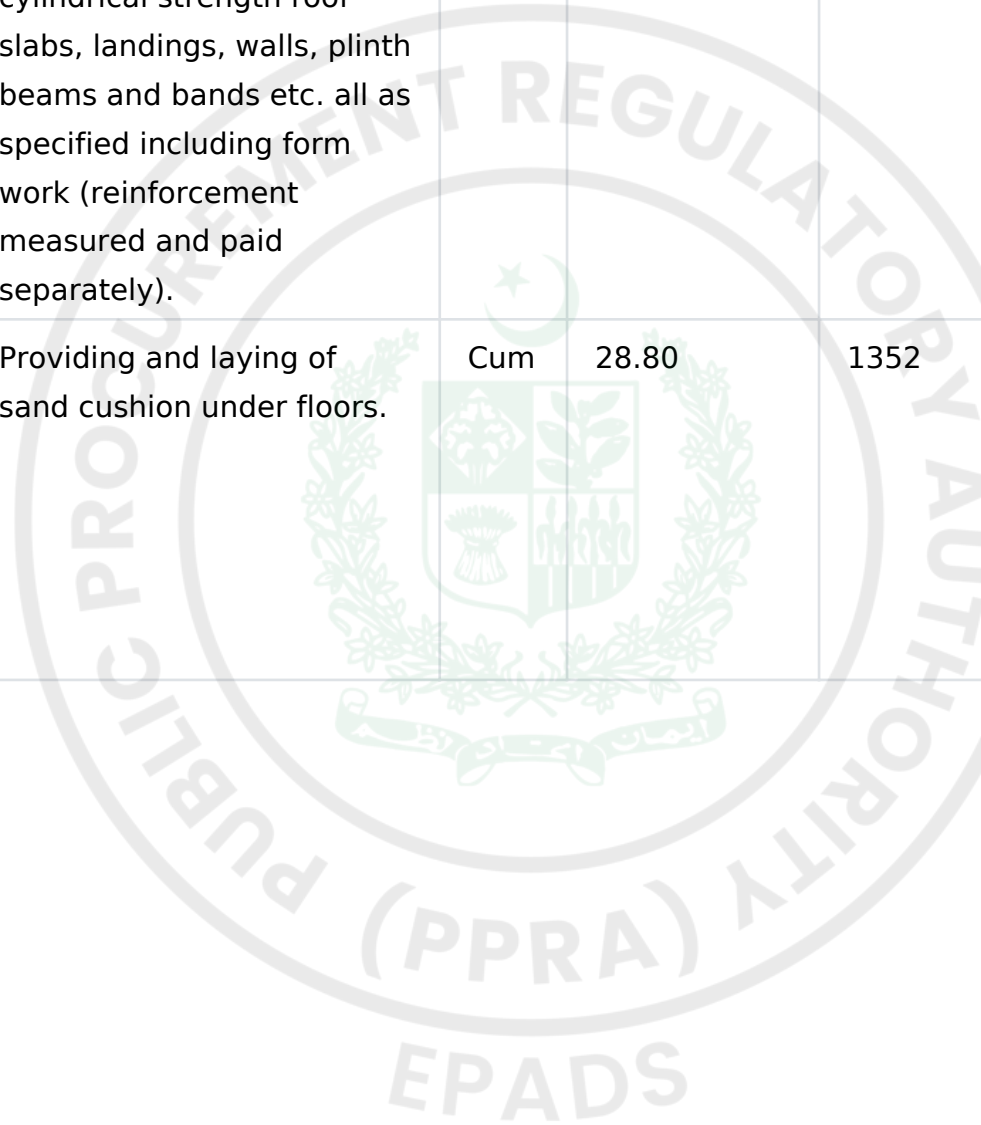 cylindrical strength roof
slabs, landings, walls, plinth
beams and bands etc. all as
specified including form
work (reinforcement
measured and paid
separately).
Providing and laying of
sand cushion under floors.
Cum
28.80
1352
PUBLIC PROCUREMENT REGULATORY AUTHORITY
(PPRA)
EPADS